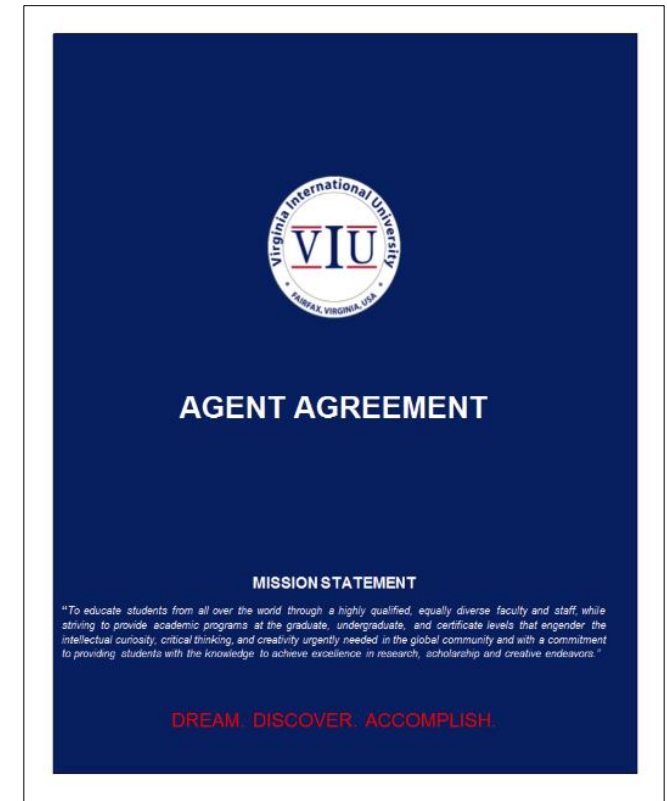 Virginia International University
VIU
FAIRFAX, VIRGINIA, USA
AGENT AGREEMENT
MISSION STATEMENT
"To educate students from all over the world through a highly qualified, equally diverse faculty and staff, while
striving to provide academic programs at the graduate, undergraduate, and certificate levels that engender the
intellectual curiosity, critical thinking, and creativity urgently needed in the global community and with a commitment
to providing students with the knowledge to achieve excellence in research, scholarship and creative endeavors."
DREAM. DISCOVER. ACCOMPLISH.